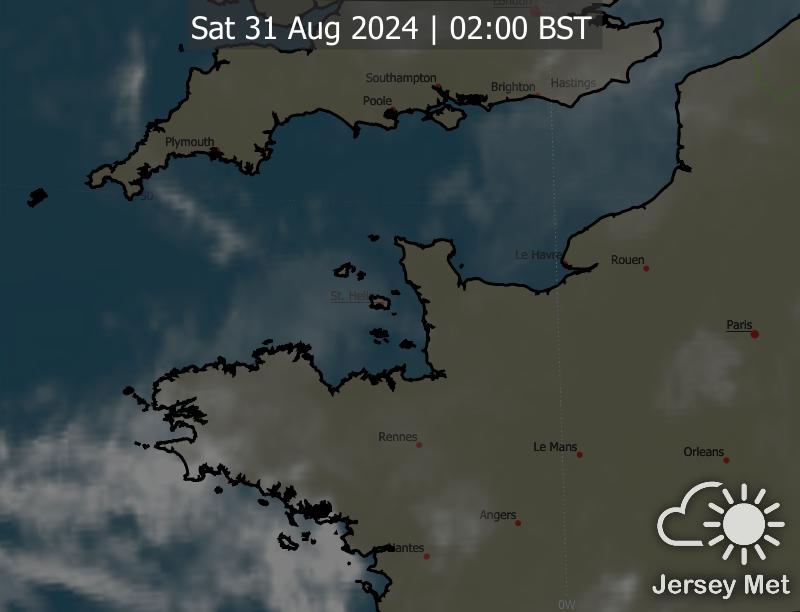 London
Sat 31 Aug 2024 | 02:00 BST
Southampton
Brighton
Hastings
Poole
Plymouth
50
Le Havre
Rouen
St. Helier
Paris
Rennes
Le Mans
Orleans
Angers
Nantes
Jersey Met
0W